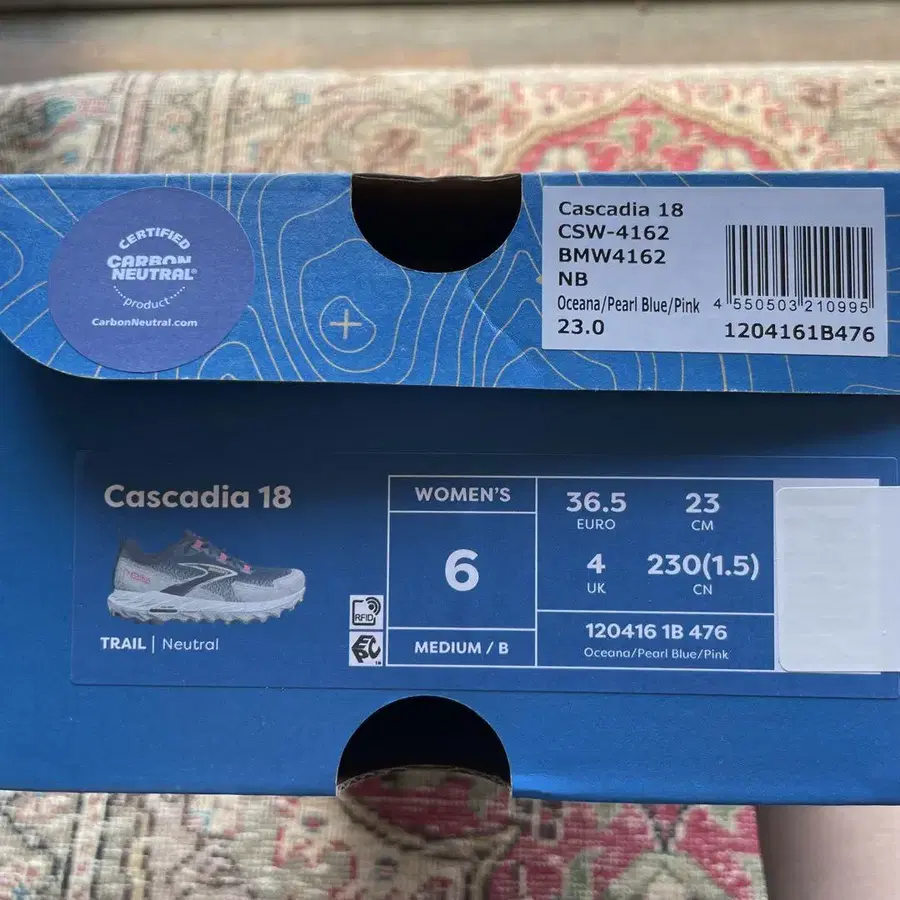 CERTIFIED
CARBON
NEUTRAL®
product
CarbonNeutral.com
Cascadia 18
CSW-4162
BMW4162
NB
Oceana/Pearl Blue/Pink
23.0
4 550503 210995
1204161B476
Cascadia 18
TRAIL | Neutral
RFID
EPC™
WOMEN'S
6
MEDIUM / B
36.5
EURO
23
CM
4
UK
230(1.5)
CN
120416 1B 476
Oceana/Pearl Blue/Pink